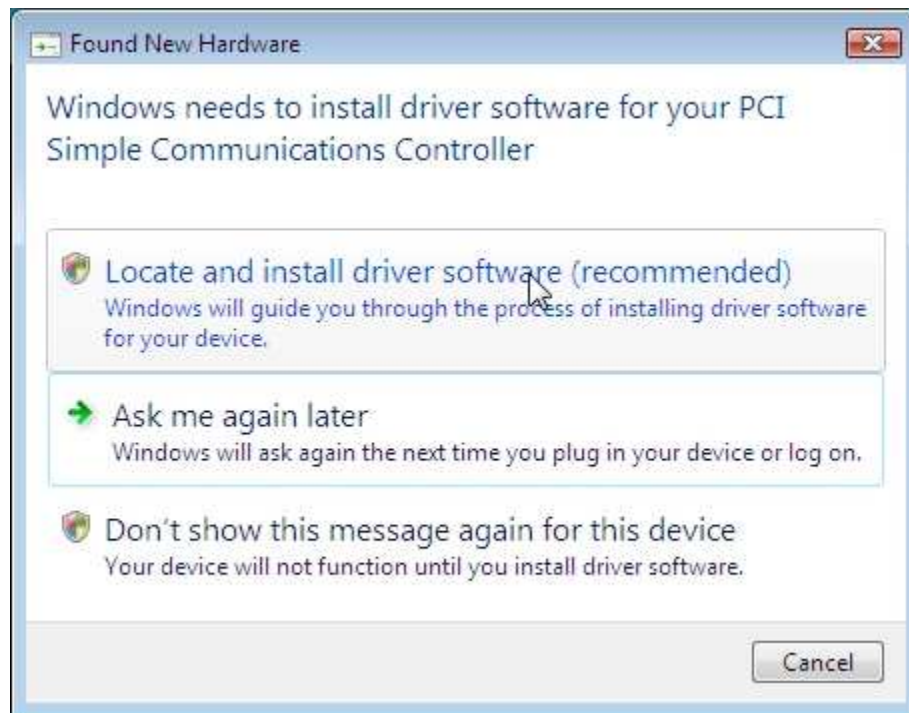 Found New Hardware
Windows needs to install driver software for your PCI
Simple Communications Controller
Locate and install driver software (recommended)
Windows will guide you through the process of installing driver software
for your device.
Ask me again later
Windows will ask again the next time you plug in your device or log on.
Don't show this message again for this device
Your device will not function until you install driver software.
Cancel